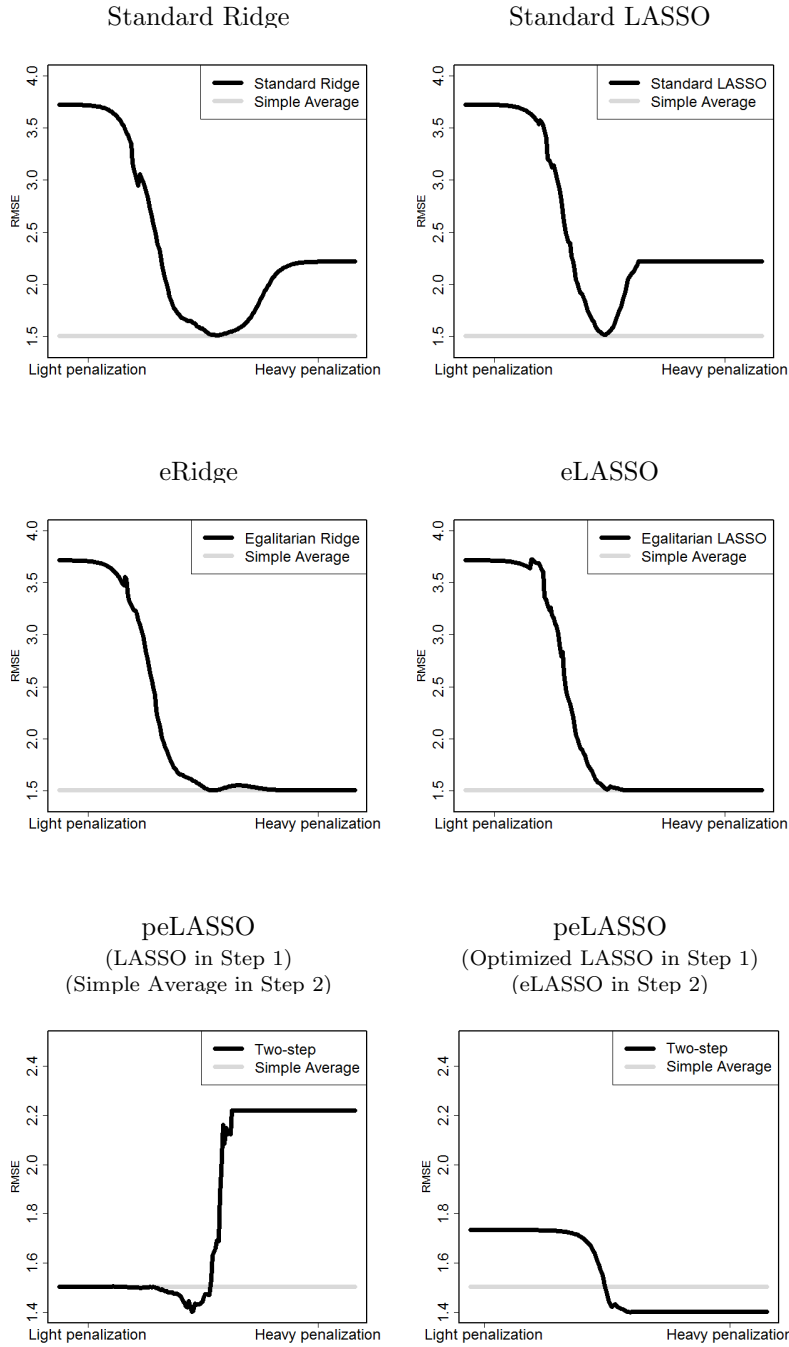 Standard Ridge
Standard LASSO
4.0
3.5
3.0
2.5
2.0
1.5
RMSE
Standard Ridge
Simple Average
Light penalization
Heavy penalization
4.0
3.5
3.0
2.5
2.0
1.5
RMSE
Standard LASSO
Simple Average
Light penalization
Heavy penalization
eRidge
eLASSO
4.0
3.5
3.0
2.5
2.0
1.5
RMSE
Egalitarian Ridge
Simple Average
Light penalization
Heavy penalization
4.0
3.5
3.0
2.5
2.0
1.5
RMSE
Egalitarian LASSO
Simple Average
Light penalization
Heavy penalization
peLASSO
(LASSO in Step 1)
(Simple Average in Step 2)
peLASSO
(Optimized LASSO in Step 1)
(eLASSO in Step 2)
2.4
2.2
2.0
1.8
1.6
1.4
RMSE
Two-step
Simple Average
Light penalization
Heavy penalization
2.4
2.2
2.0
1.8
1.6
1.4
RMSE
Two-step
Simple Average
Light penalization
Heavy penalization